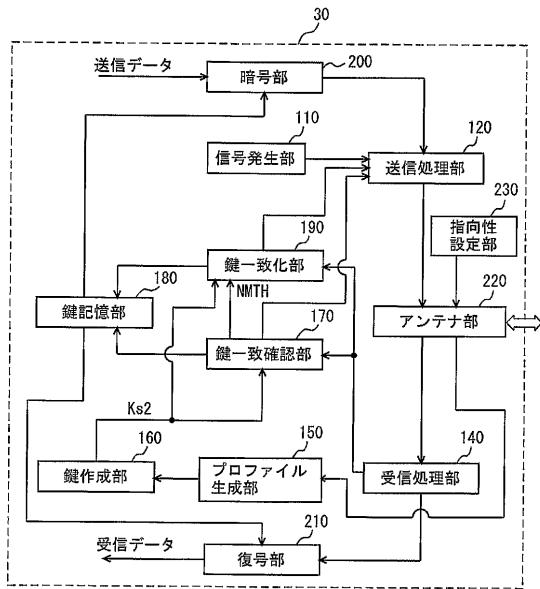 30
送信データ
200
暗号部
110
信号発生部
120
送信処理部
230
指向性
設定部
190
鍵一致化部
180
鍵記憶部
NMTH
220
アンテナ部
170
鍵一致確認部
Ks2
160
鍵作成部
150
プロファイル
生成部
140
受信処理部
210
受信データ
復号部